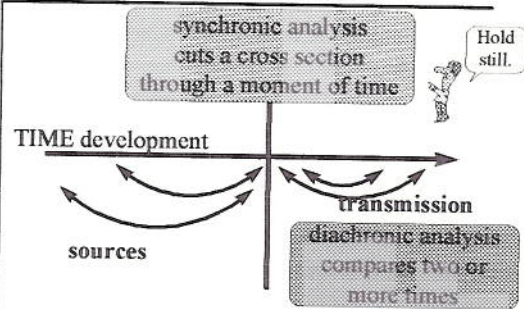 synchronic analysis
cuts a cross section
through a moment of time
Hold
still.
TIME development
transmission
sources
diachronic analysis
compares two or
more times